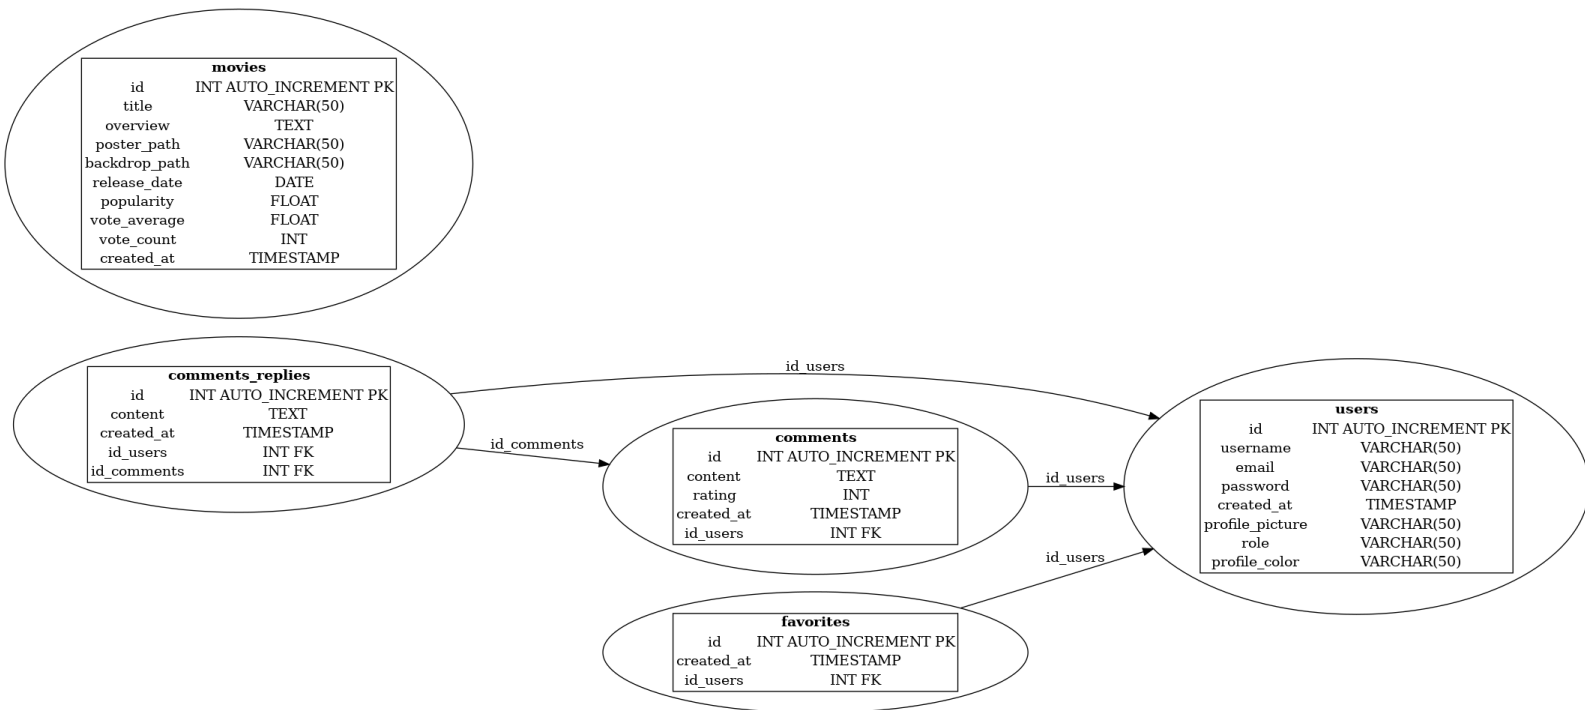 movies
id INT AUTO_INCREMENT PK
title VARCHAR(50)
overview TEXT
poster_path VARCHAR(50)
backdrop_path VARCHAR(50)
release_date DATE
popularity FLOAT
vote_average FLOAT
vote_count INT
created_at TIMESTAMP
comments_replies
id INT AUTO_INCREMENT PK
content TEXT
created_at TIMESTAMP
id_users INT FK
id_comments INT FK
id_users
id_comments
comments
id INT AUTO_INCREMENT PK
content TEXT
rating INT
created_at TIMESTAMP
id_users INT FK
id_users
favorites
id INT AUTO_INCREMENT PK
created_at TIMESTAMP
id_users INT FK
id_users
users
id INT AUTO_INCREMENT PK
username VARCHAR(50)
email VARCHAR(50)
password VARCHAR(50)
created_at TIMESTAMP
profile_picture VARCHAR(50)
role VARCHAR(50)
profile_color VARCHAR(50)